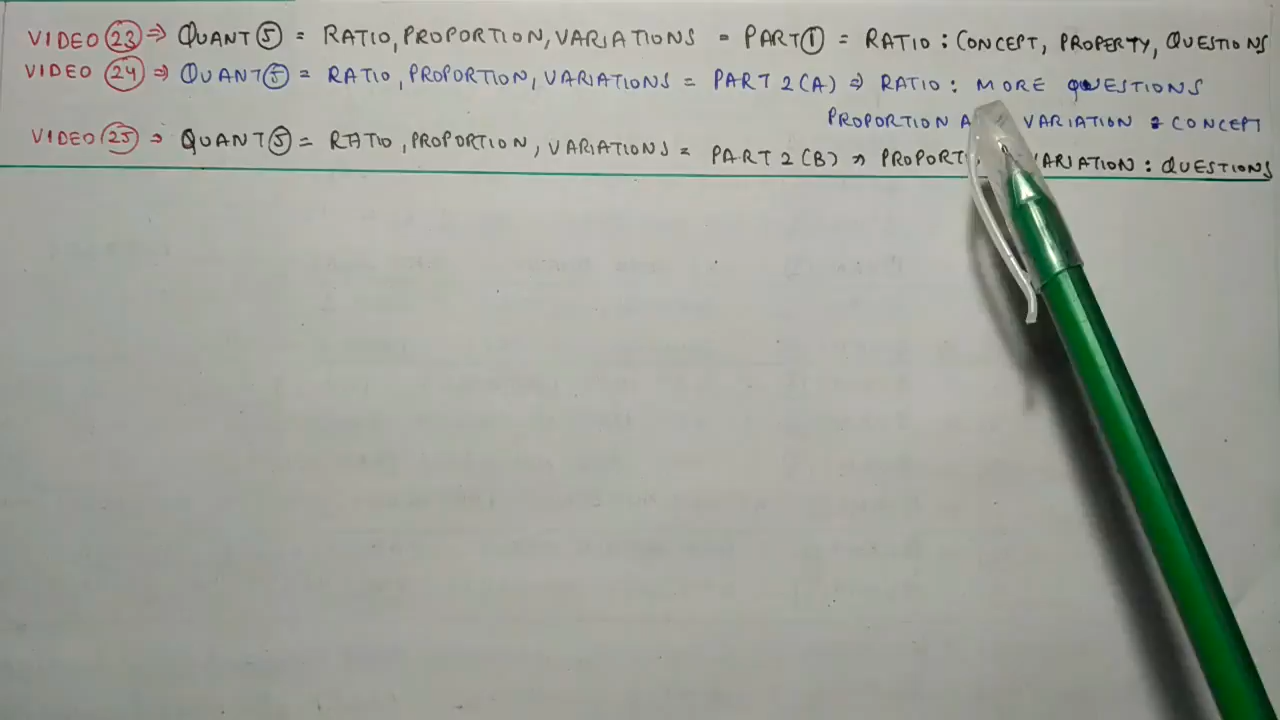 VIDEO 23 ⇒ QUANT 5 = RATIO, PROPORTION, VARIATIONS = PART 1 = RATIO : CONCEPT, PROPERTY, QUESTIONS
VIDEO 24 ⇒ QUANT 5 = RATIO, PROPORTION, VARIATIONS = PART 2 (A) ⇒ RATIO : MORE QUESTIONS
PROPORTION VARIATION : CONCEPT
VIDEO 25 ⇒ QUANT 5 = RATIO, PROPORTION, VARIATIONS = PART 2 (B) ⇒ VARIATION : QUESTIONS